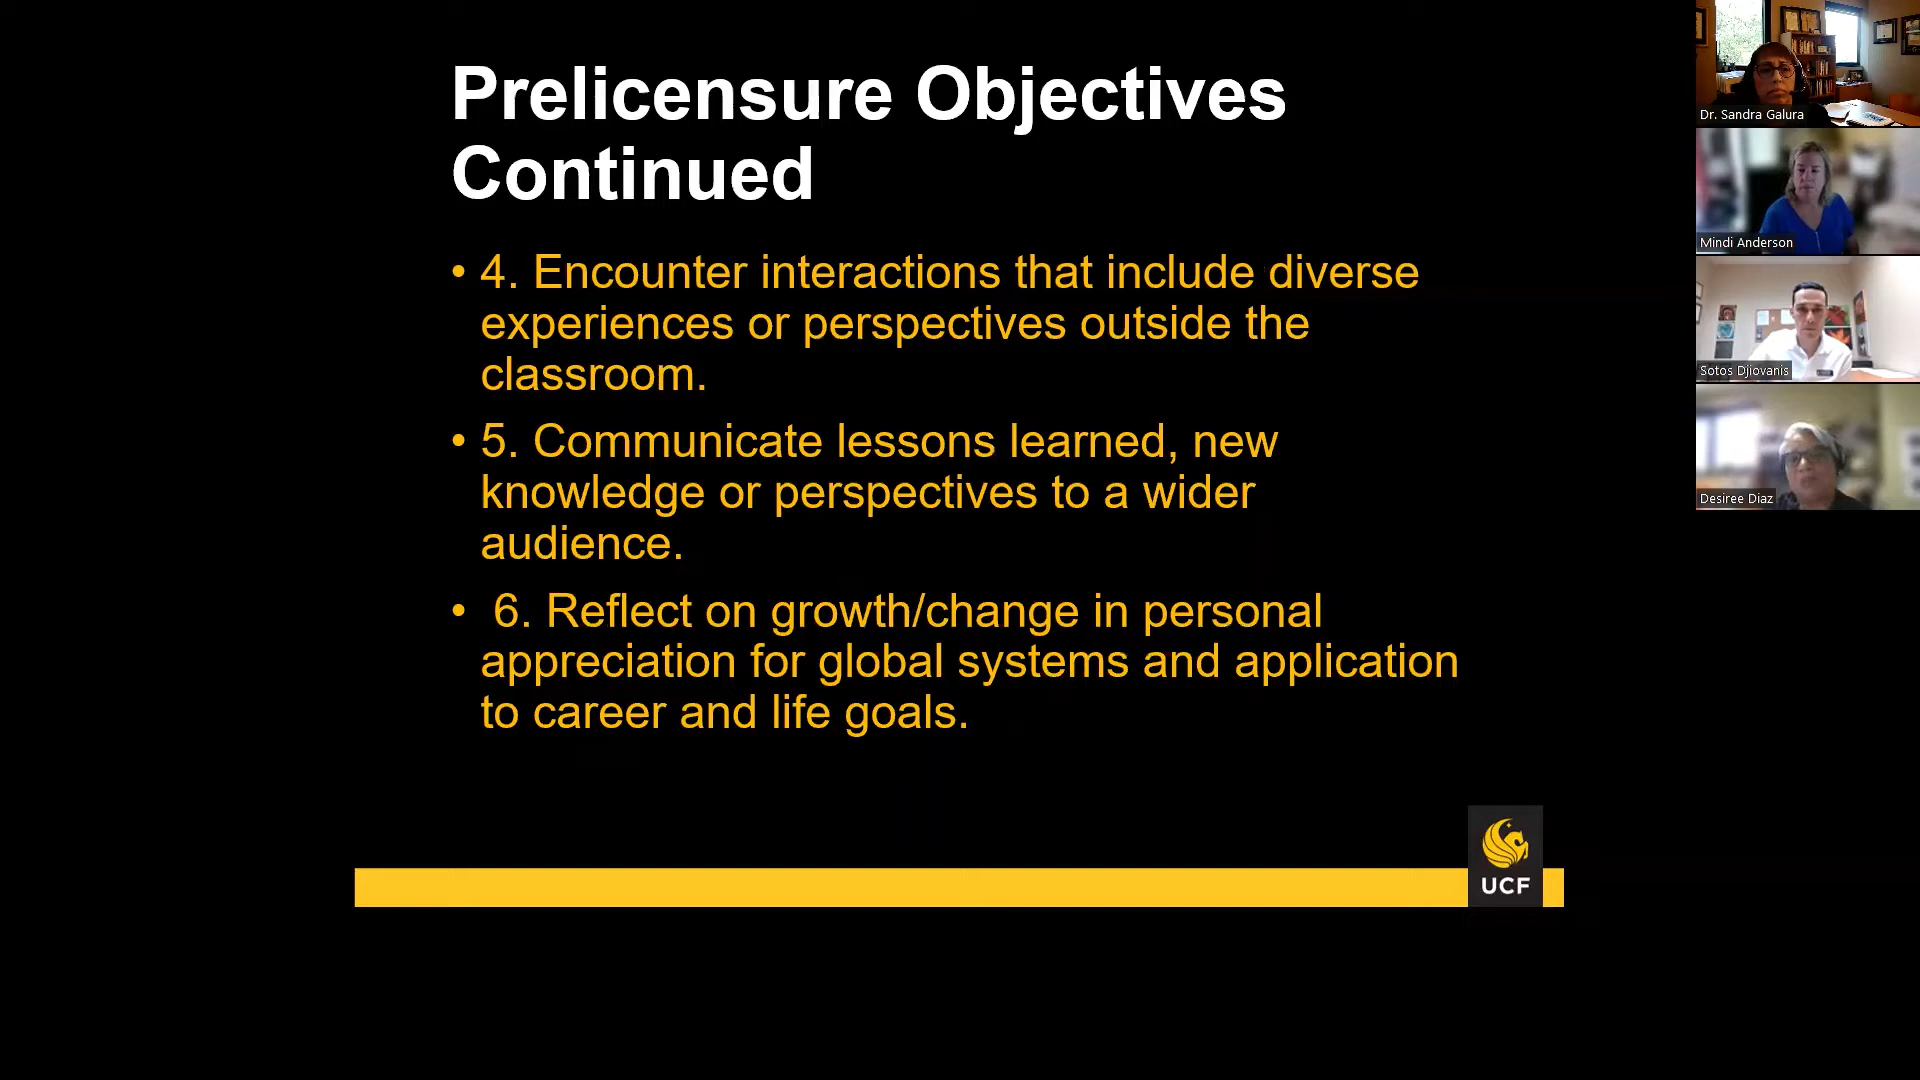 Prelicensure Objectives
Continued
• 4. Encounter interactions that include diverse
experiences or perspectives outside the
classroom.
• 5. Communicate lessons learned, new
knowledge or perspectives to a wider
audience.
• 6. Reflect on growth/change in personal
appreciation for global systems and application
to career and life goals.
UCF
Dr. Sandra Galura
Mindi Anderson
Sotos Djiovanis
Desiree Diaz